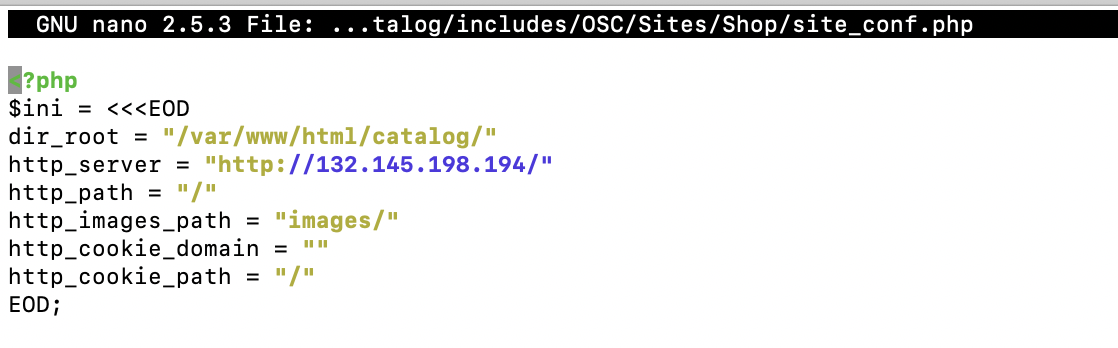 GNU nano 2.5.3 File: ...talog/includes/OSC/Sites/Shop/site_conf.php
<?php
$ini = <<<EOD
dir_root = "/var/www/html/catalog/"
http_server = "http://132.145.198.194/"
http_path = "/"
http_images_path = "images/"
http_cookie_domain = ""
http_cookie_path = "/"
EOD;